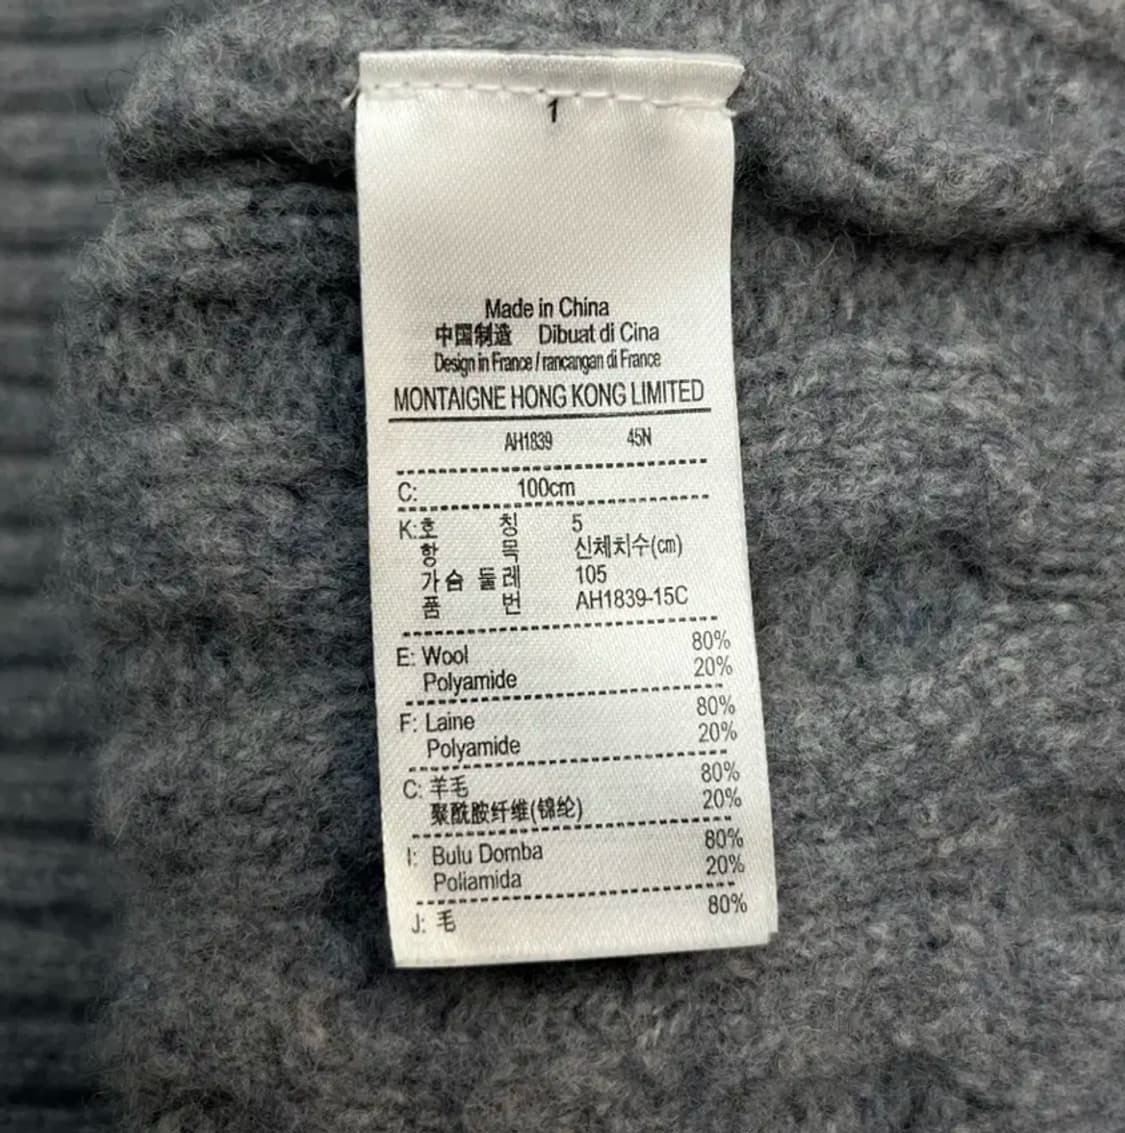 1
Made in China
中国制造 Dibuat di Cina
Design in France / rancangan di France
MONTAIGNE HONG KONG LIMITED
AH1839 45N
C: 100cm
K:호 칭 5
항 목 신체치수(cm)
가슴 둘레 105
품 번 AH1839-15C
E: Wool 80%
Polyamide 20%
F: Laine 80%
Polyamide 20%
C: 羊毛 80%
聚酰胺纤维(锦纶) 20%
I: Bulu Domba 80%
Poliamida 20%
J: 毛 80%